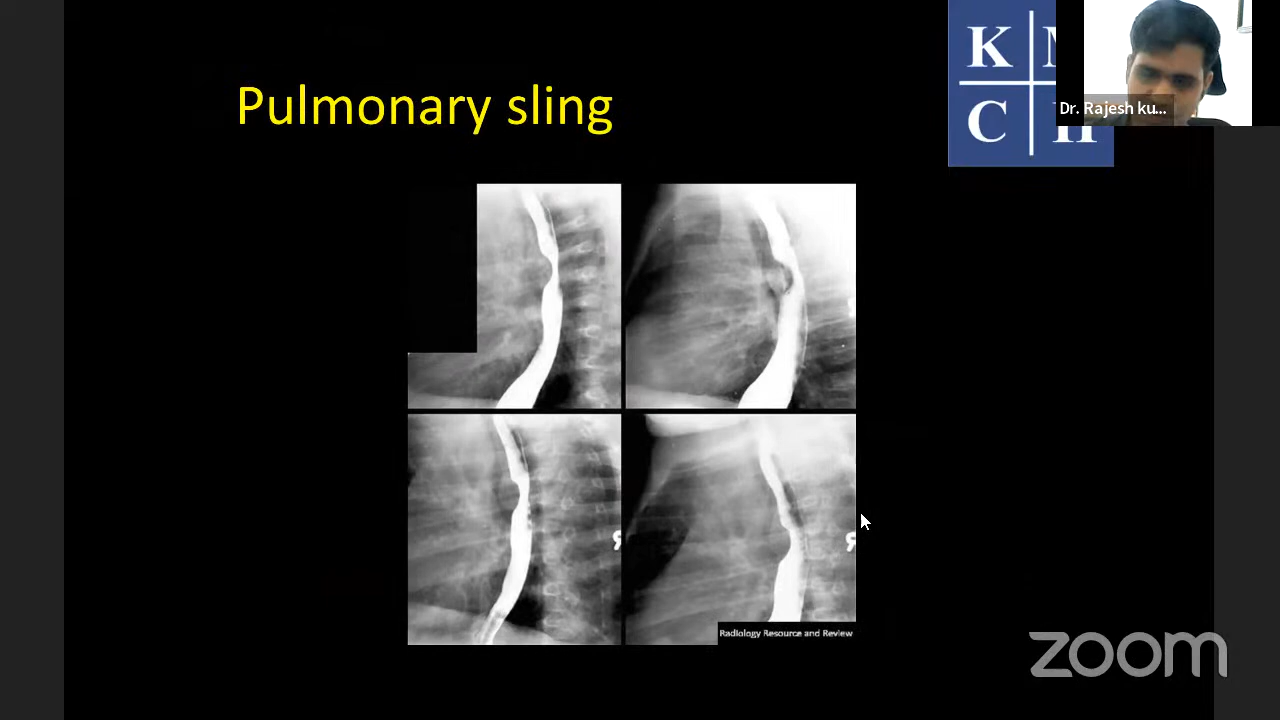 Pulmonary sling
K
C
Dr. Rajesh ku...
Radiology Resource and Review
zoom